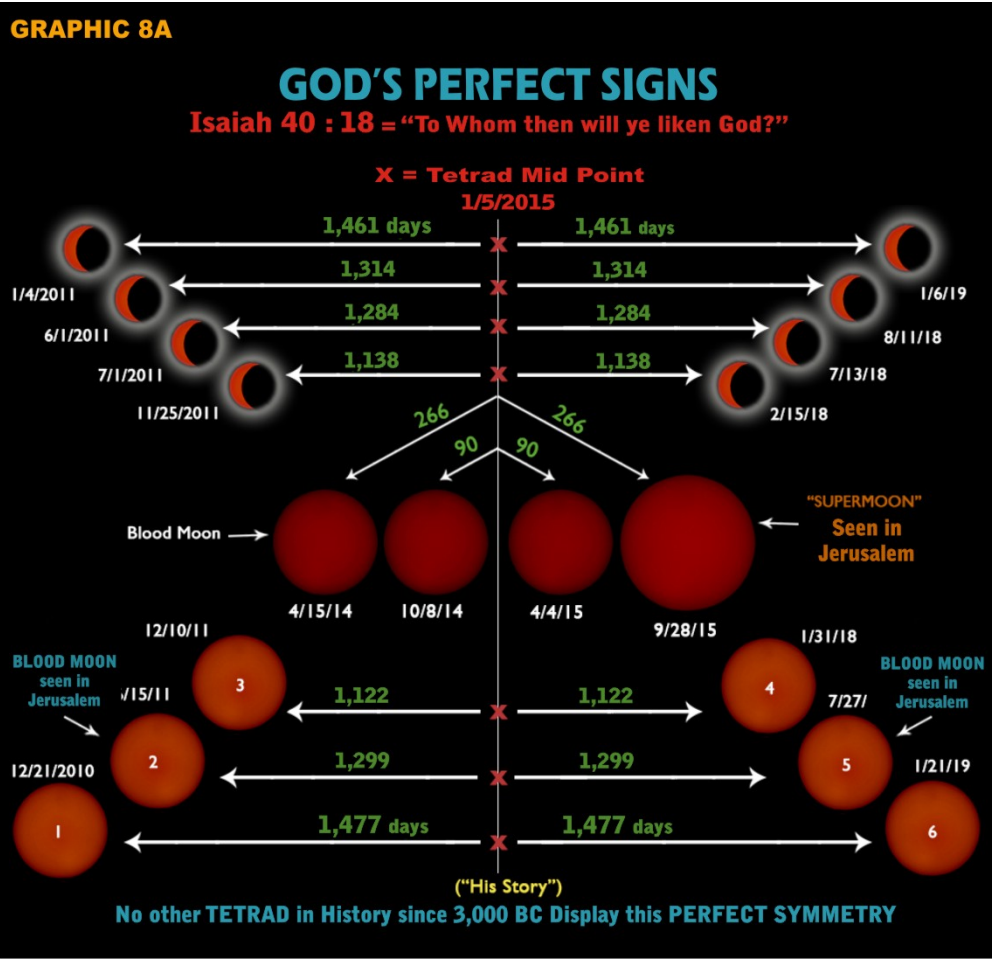 GRAPHIC 8A
GOD'S PERFECT SIGNS
Isaiah 40 : 18 = “To Whom then will ye liken God?”
X = Tetrad Mid Point
1/5/2015
1,461 days X 1,461 days
1/4/2011 1/6/19
1,314 X 1,314
6/1/2011 8/11/18
1,284 X 1,284
7/1/2011 7/13/18
1,138 X 1,138
11/25/2011 2/15/18
266 266
90 90
Blood Moon
“SUPERMOON”
Seen in
Jerusalem
4/15/14 10/8/14 4/4/15 9/28/15
12/10/11 1/31/18
3 4
BLOOD MOON
seen in
Jerusalem
BLOOD MOON
seen in
Jerusalem
/15/11 7/27/
1,122 X 1,122
2 5
12/21/2010 1/21/19
1,299 X 1,299
1 6
1,477 days X 1,477 days
(“His Story”)
No other TETRAD in History since 3,000 BC Display this PERFECT SYMMETRY